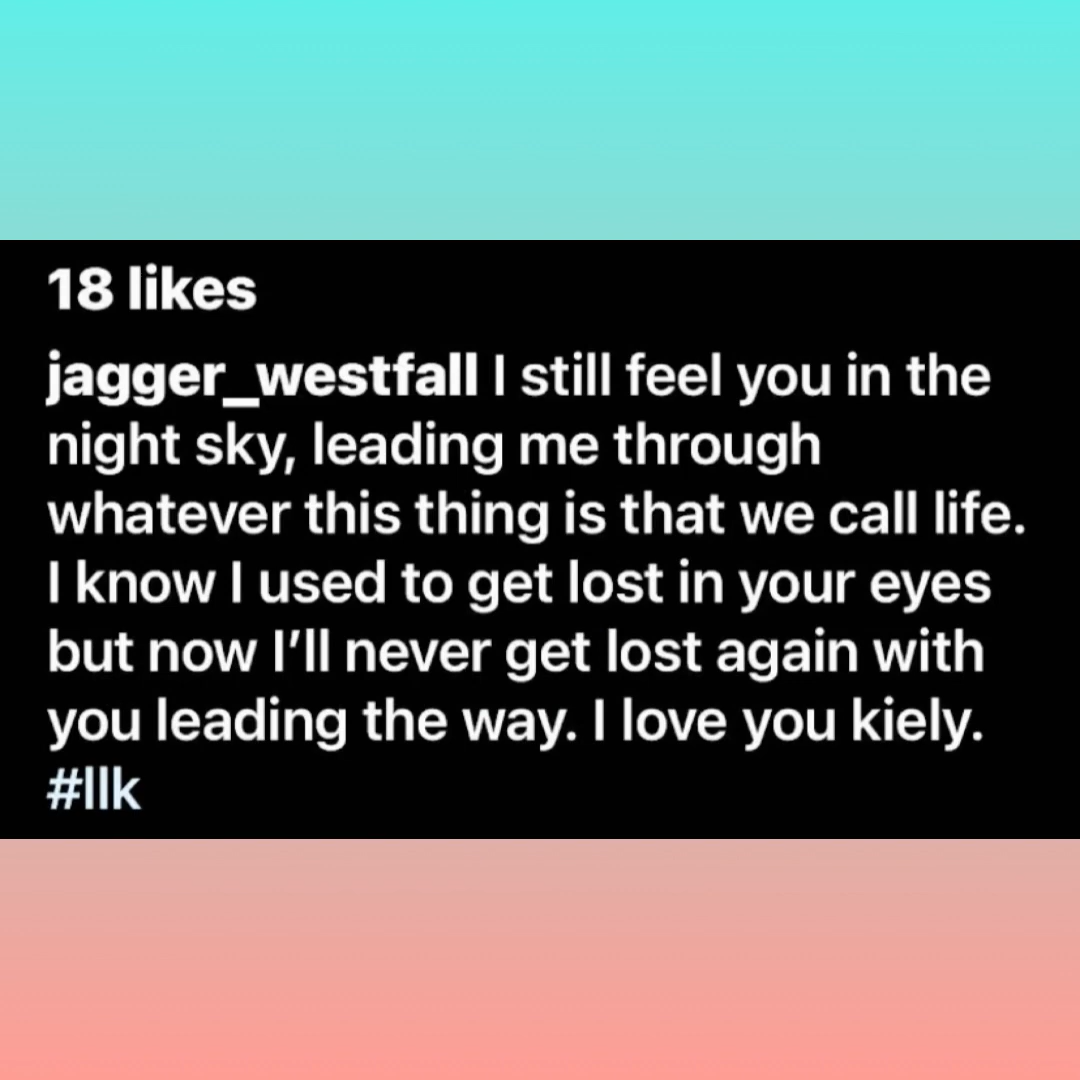 18 likes
jagger_westfall I still feel you in the
night sky, leading me through
whatever this thing is that we call life.
I know I used to get lost in your eyes
but now I’ll never get lost again with
you leading the way. I love you kiely.
#llk